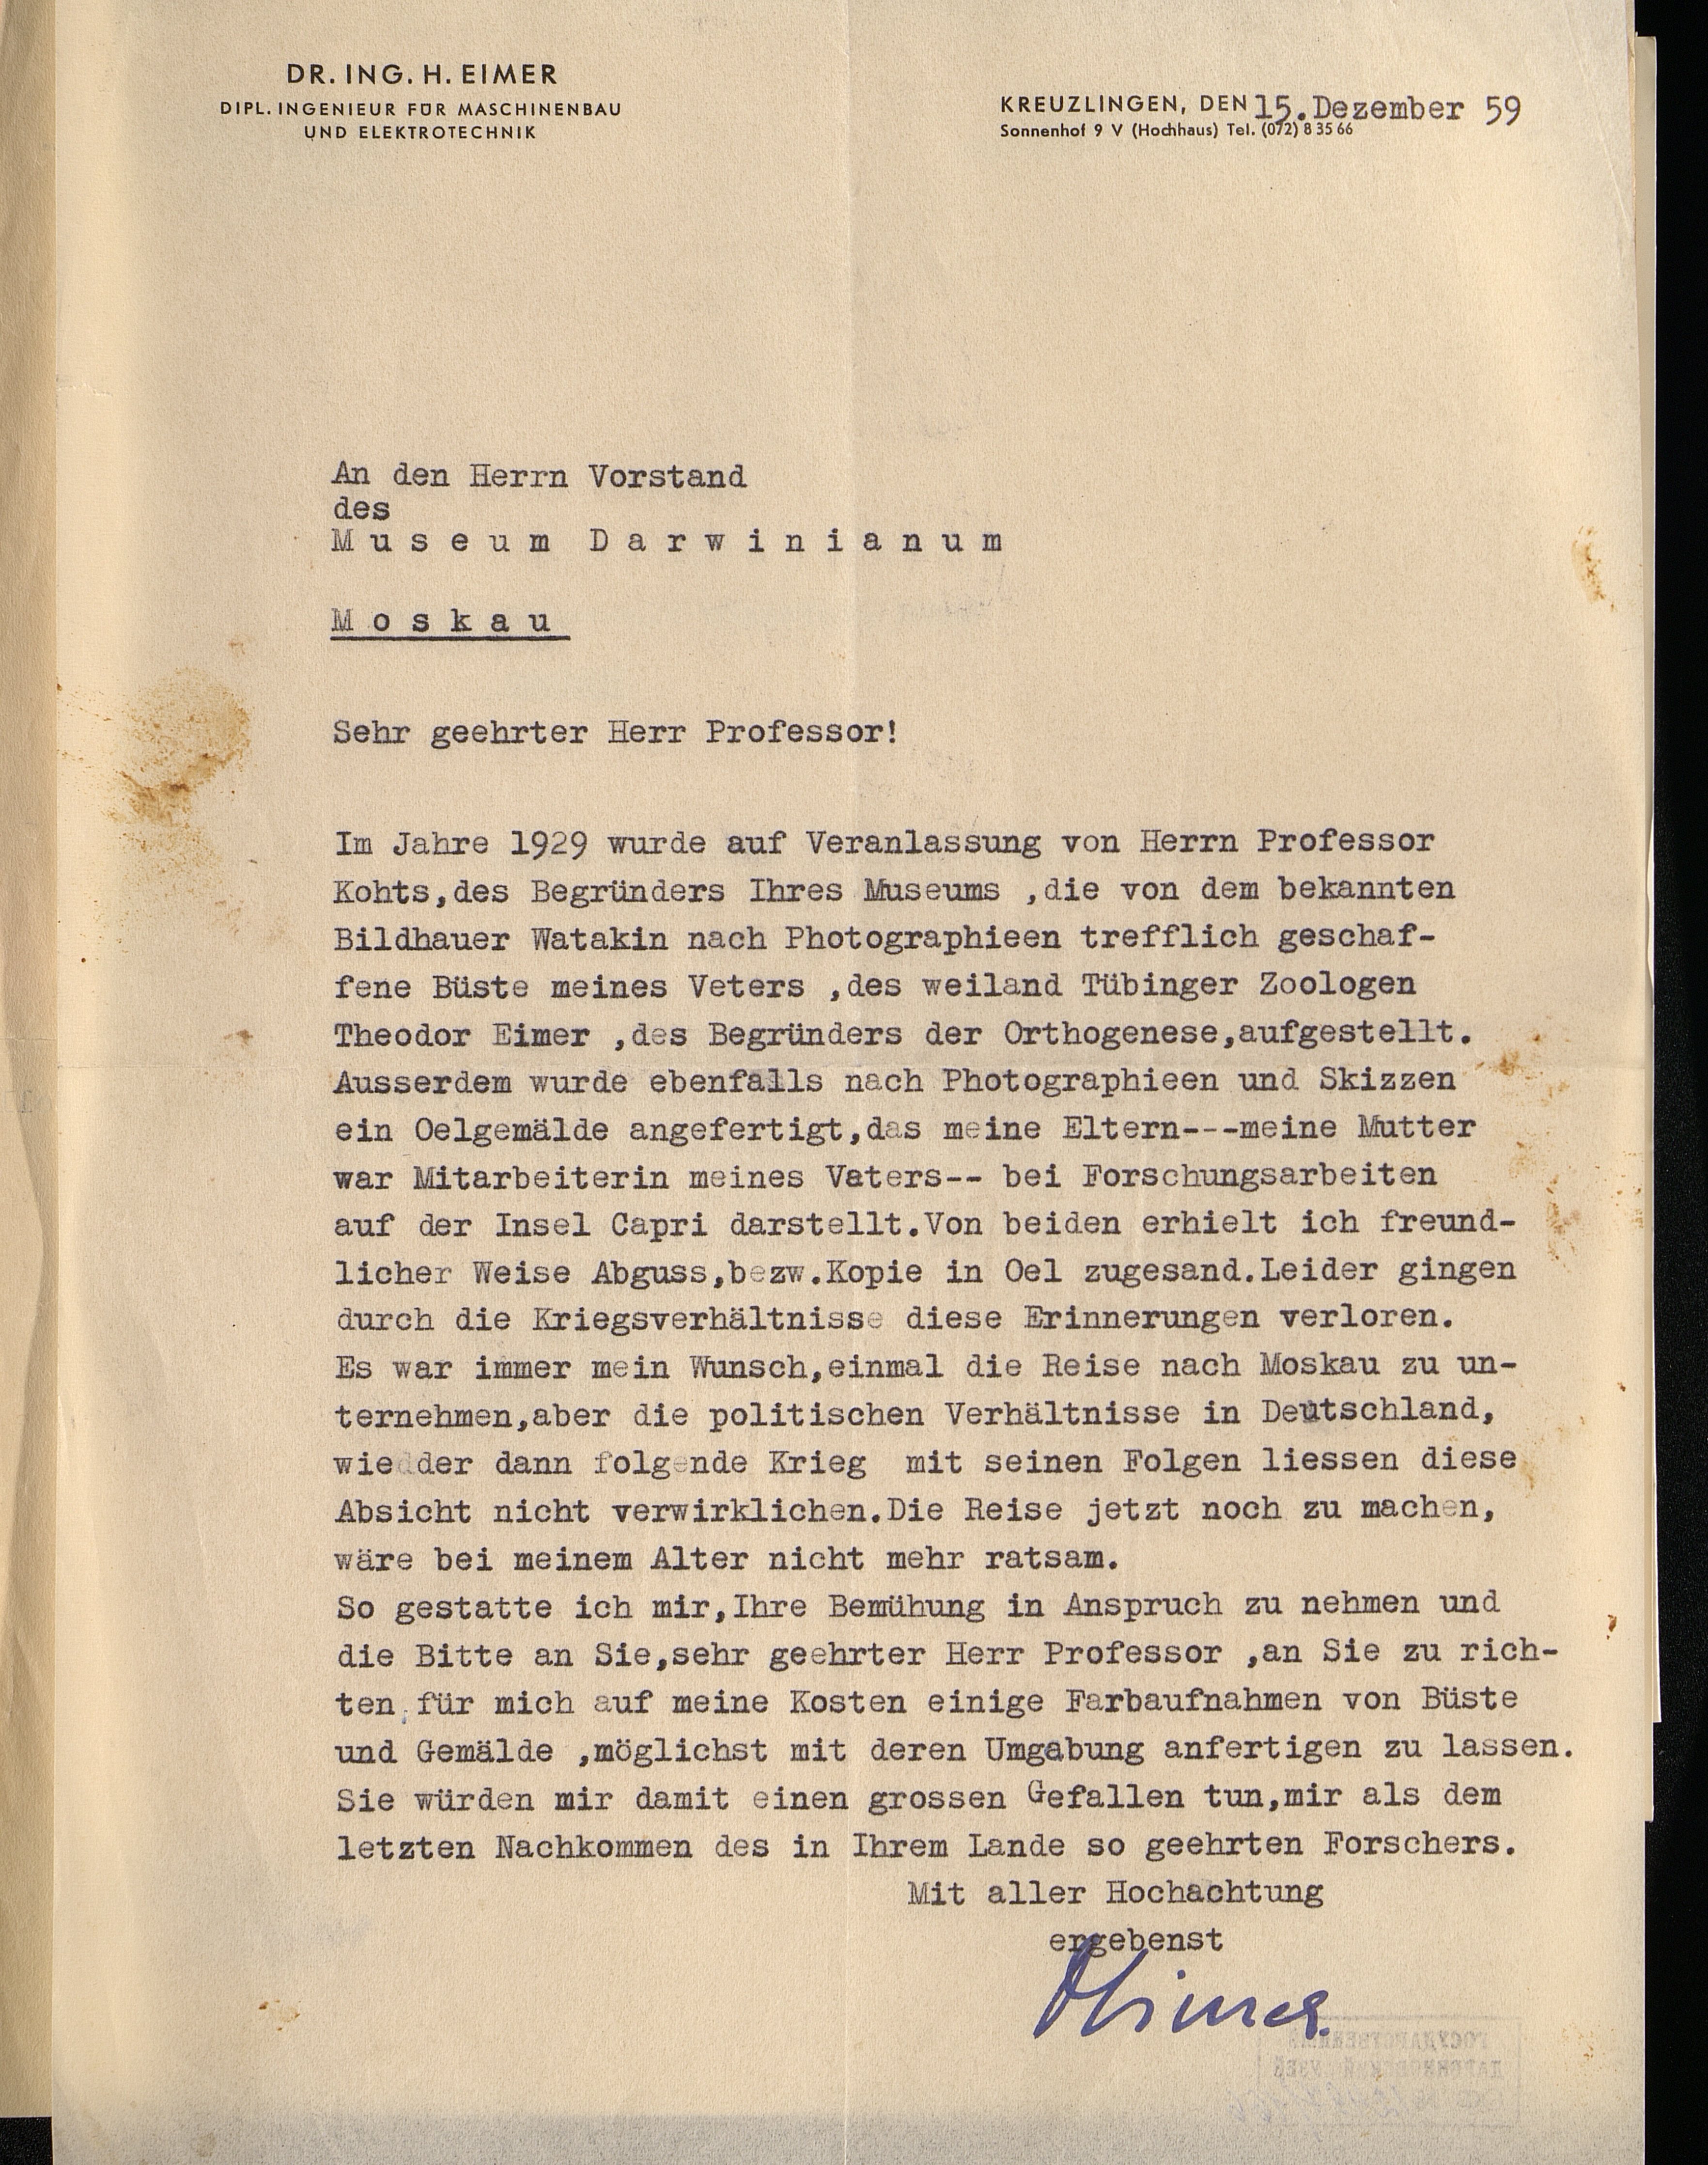 DR. ING. H. EIMER
DIPL. INGENIEUR FÜR MASCHINENBAU
UND ELEKTROTECHNIK
KREUZLINGEN, DEN 15.Dezember 59
Sonnenhof 9 V (Hochhaus) Tel. (072) 8 35 66
An den Herrn Vorstand
des
M u s e u m  D a r w i n i a n u m
M o s k a u
Sehr geehrter Herr Professor!
Im Jahre 1929 wurde auf Veranlassung von Herrn Professor
Kohts,des Begründers Ihres Museums ,die von dem bekannten
Bildhauer Watakin nach Photographieen trefflich geschaf-
fene Büste meines Veters ,des weiland Tübinger Zoologen
Theodor Eimer ,des Begründers der Orthogenese,aufgestellt.
Ausserdem wurde ebenfalls nach Photographieen und Skizzen
ein Oelgemälde angefertigt,das meine Eltern---meine Mutter
war Mitarbeiterin meines Vaters-- bei Forschungsarbeiten
auf der Insel Capri darstellt.Von beiden erhielt ich freund-
licher Weise Abguss,bezw.Kopie in Oel zugesand.Leider gingen
durch die Kriegsverhältnisse diese Erinnerungen verloren.
Es war immer mein Wunsch,einmal die Reise nach Moskau zu un-
ternehmen,aber die politischen Verhältnisse in Deutschland,
wiedder dann folgende Krieg  mit seinen Folgen liessen diese
Absicht nicht verwirklichen.Die Reise jetzt noch zu machen,
wäre bei meinem Alter nicht mehr ratsam.
So gestatte ich mir,Ihre Bemühung in Anspruch zu nehmen und
die Bitte an Sie,sehr geehrter Herr Professor ,an Sie zu rich-
ten,für mich auf meine Kosten einige Farbaufnahmen von Büste
und Gemälde ,möglichst mit deren Umgabung anfertigen zu lassen.
Sie würden mir damit einen grossen Gefallen tun,mir als dem
letzten Nachkommen des in Ihrem Lande so geehrten Forschers.
Mit aller Hochachtung
ergebenst
Eimer.